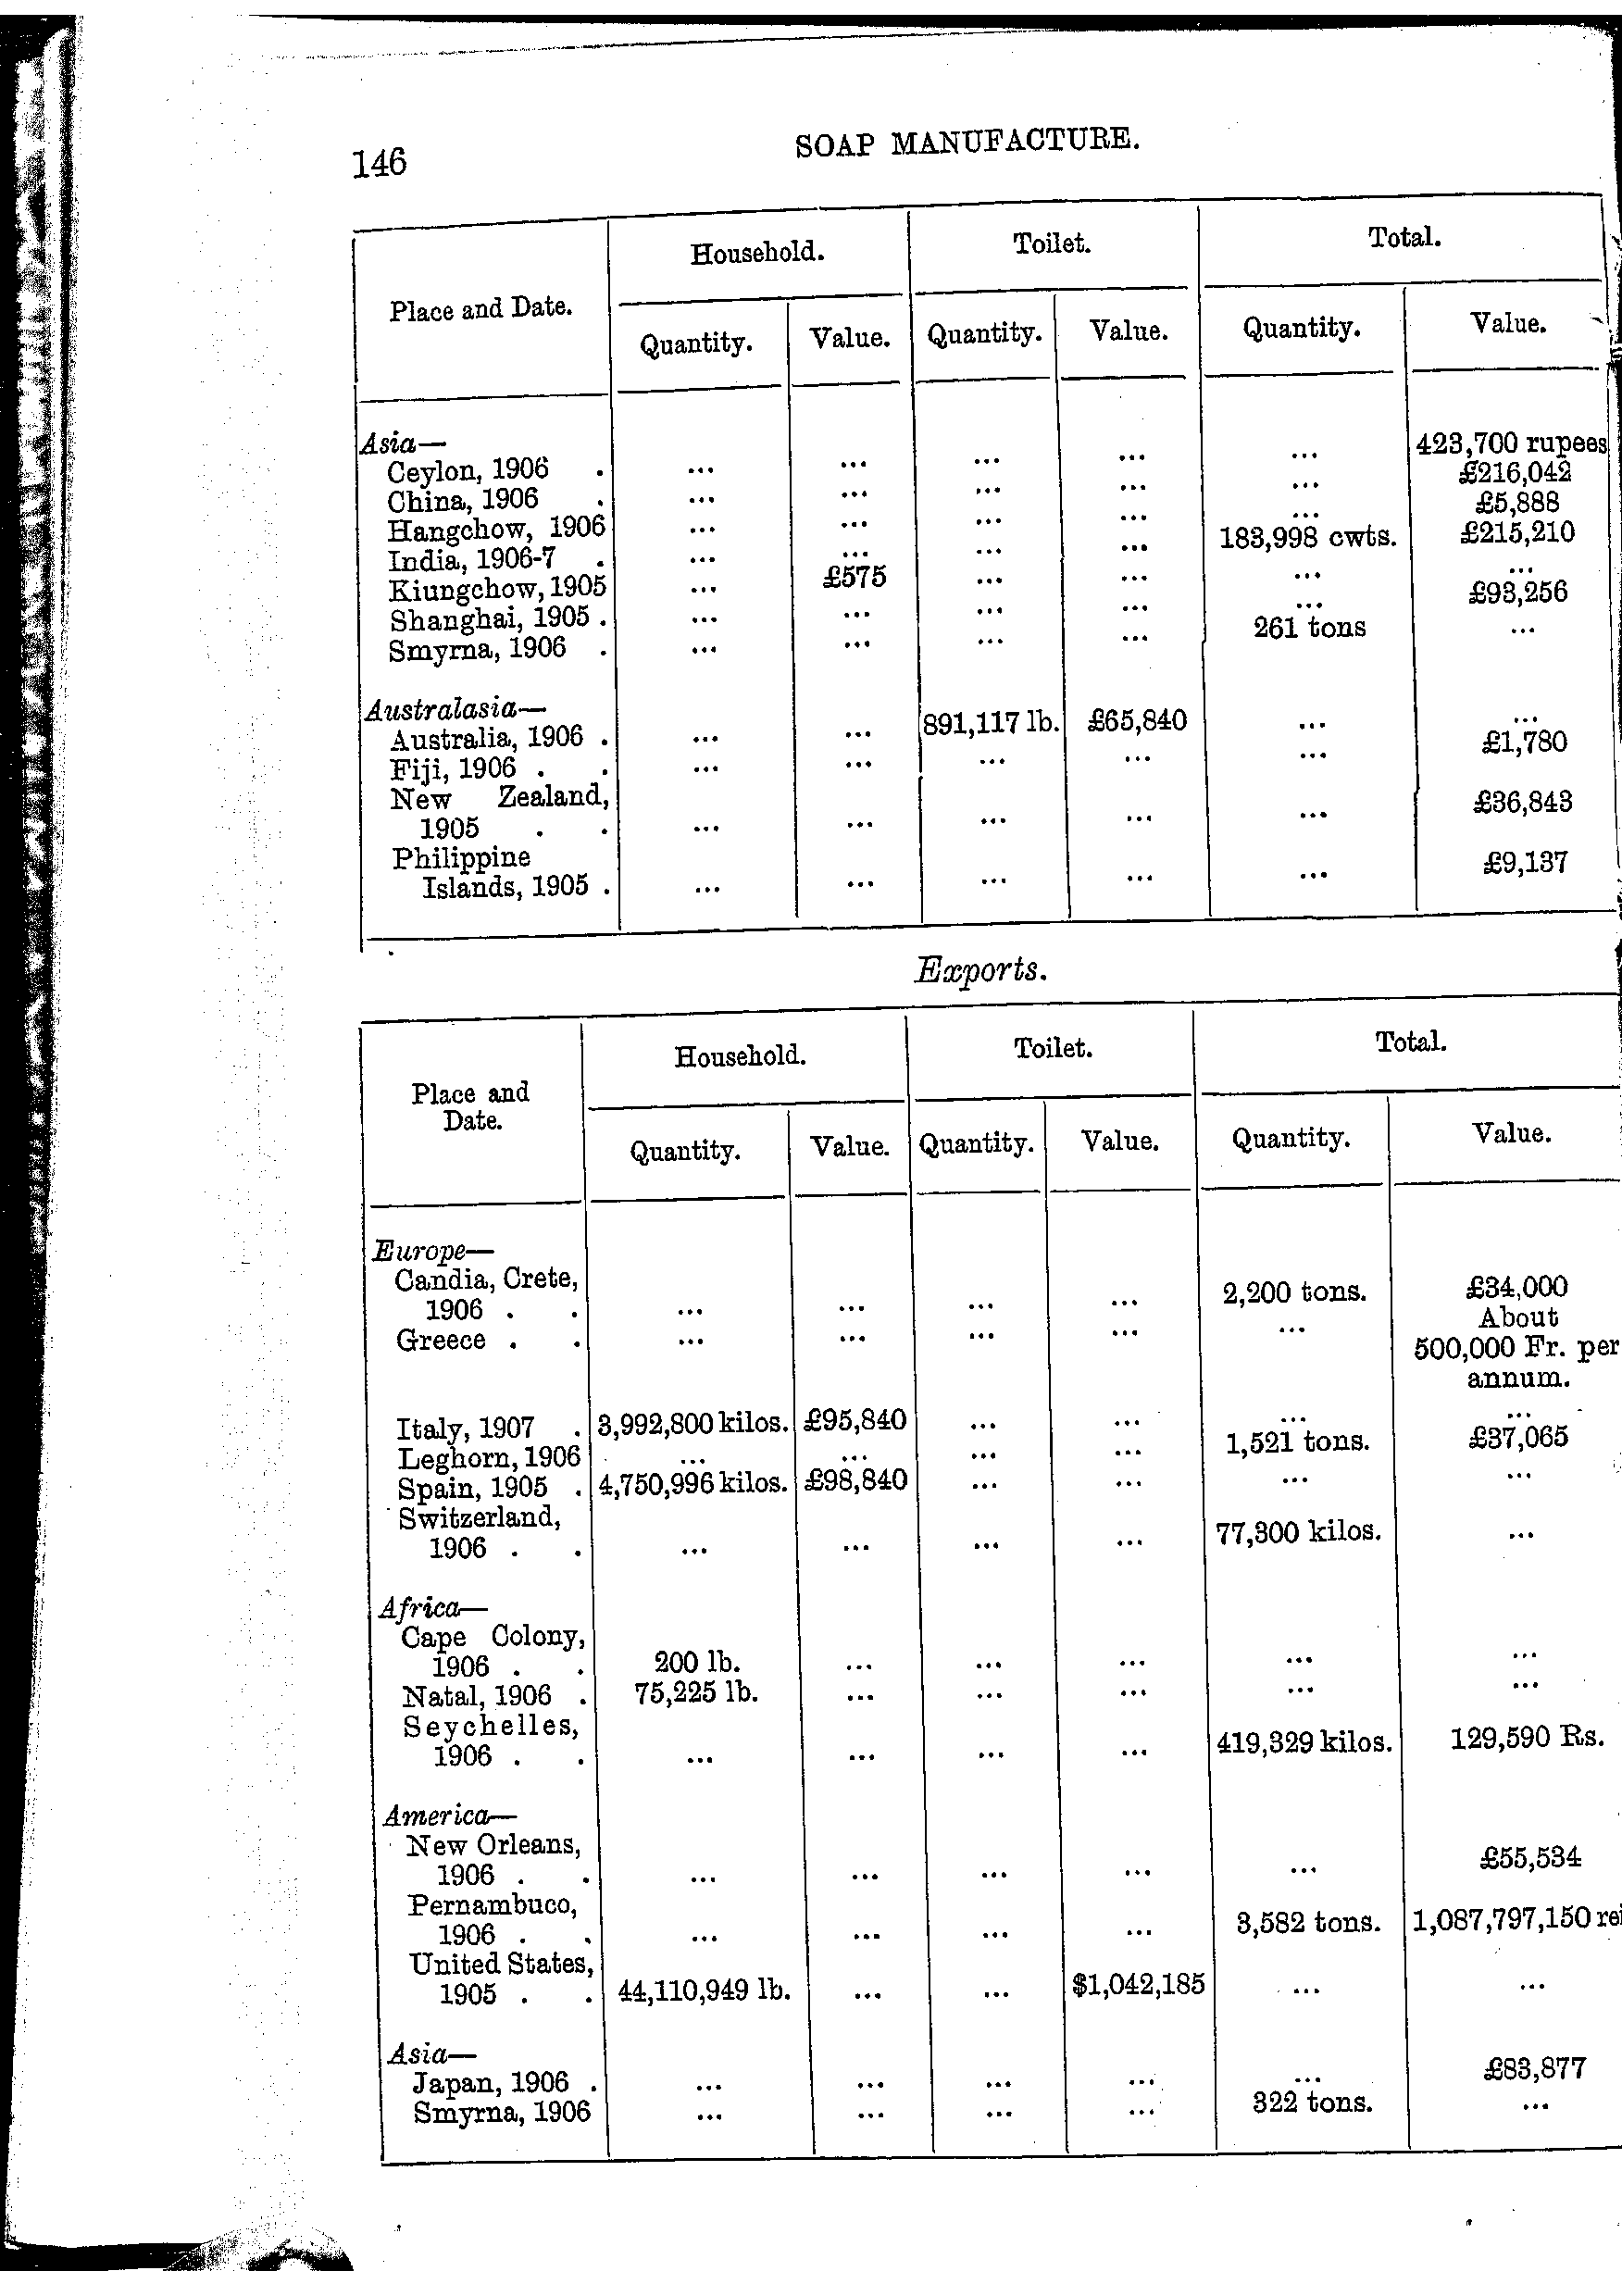 146
SOAP MANUFACTURE.
Place and Date. Household. Toilet. Total.
Quantity. Value. Quantity. Value. Quantity. Value.
Asia—
Ceylon, 1906 . ... ... ... ... ... 423,700 rupees
China, 1906 . ... ... ... ... ... £216,042
Hangchow, 1906 ... ... ... ... ... £5,888
India, 1906-7 . ... ... ... ... 183,998 cwts. £215,210
Kiungchow, 1905 ... £575 ... ... ... ...
Shanghai, 1905 . ... ... ... ... ... £93,256
Smyrna, 1906 . ... ... ... ... 261 tons ...
Australasia—
Australia, 1906 . ... ... 891,117 lb. £65,840 ... ...
Fiji, 1906 . . ... ... ... ... ... £1,780
New Zealand,
1905 . . ... ... ... ... ... £36,843
Philippine
Islands, 1905 . ... ... ... ... ... £9,137
Exports.
Place and
Date.
Household. Toilet. Total.
Quantity. Value. Quantity. Value. Quantity. Value.
Europe—
Candia, Crete,
1906 . . ... ... ... ... 2,200 tons. £34,000
Greece . . ... ... ... ... ... About
500,000 Fr. per
annum.
Italy, 1907 . 3,992,800 kilos. £95,840 ... ... ... ...
Leghorn, 1906 ... ... ... ... 1,521 tons. £37,065
Spain, 1905 . 4,750,996 kilos. £98,840 ... ... ... ...
Switzerland,
1906 . . ... ... ... ... 77,300 kilos. ...
Africa—
Cape Colony,
1906 . . 200 lb. ... ... ... ... ...
Natal, 1906 . 75,225 lb. ... ... ... ... ...
Seychelles,
1906 . . ... ... ... ... 419,329 kilos. 129,590 Rs.
America—
New Orleans,
1906 . . ... ... ... ... ... £55,534
Pernambuco,
1906 . . ... ... ... ... 3,582 tons. 1,087,797,150 rei
United States,
1905 . . 44,110,949 lb. ... ... $1,042,185 ... ...
Asia—
Japan, 1906 . ... ... ... ... ... £83,877
Smyrna, 1906 ... ... ... ... 322 tons. ...